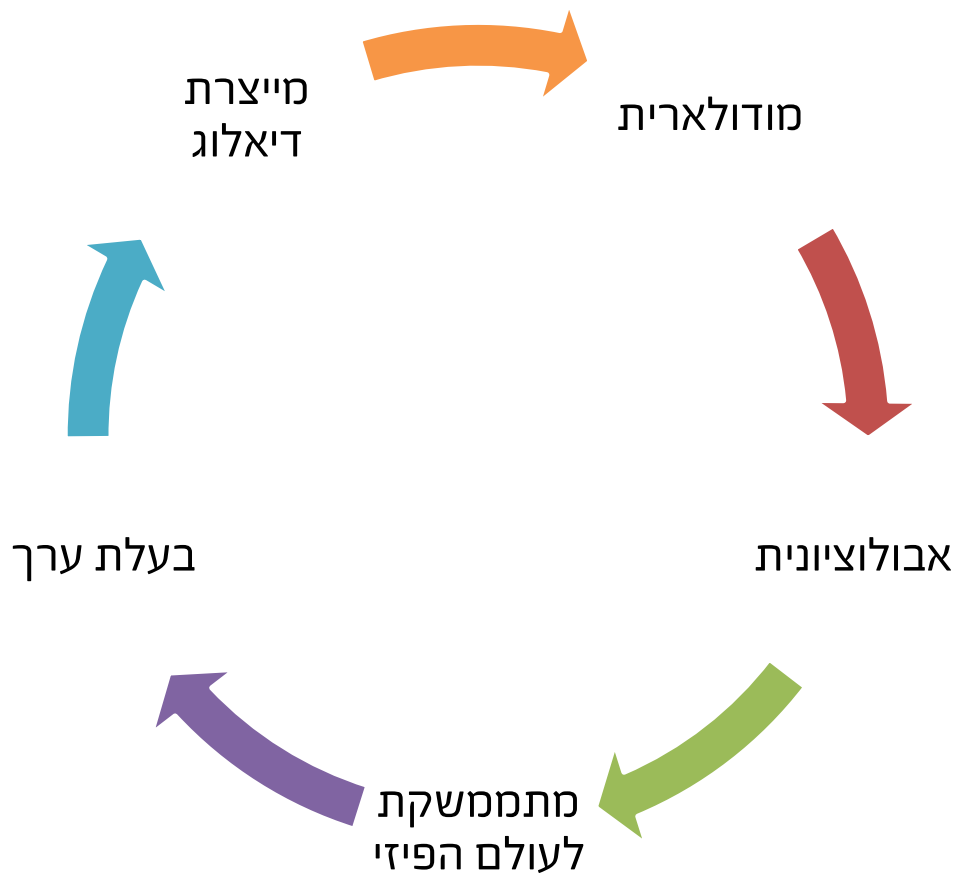 מייצרת
דיאלוג
מודולארית
אבולוציונית
מתממשקת
לעולם הפיזי
בעלת ערך